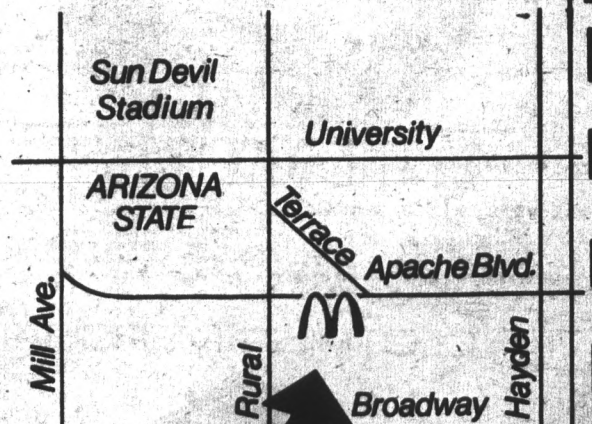 Sun Devil
Stadium
University
ARIZONA
STATE
Terrace
Apache Blvd.
Mill Ave.
Rural
Broadway
Hayden